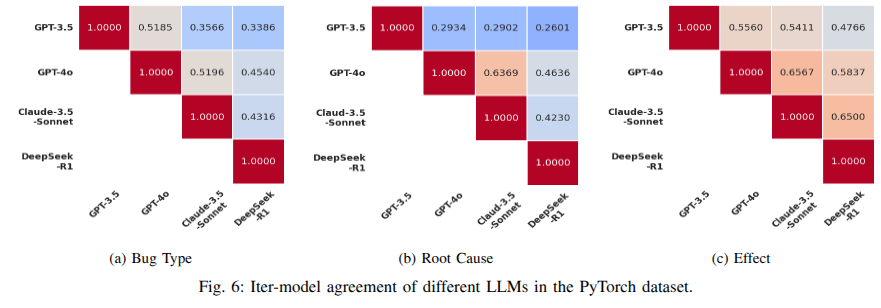 GPT-3.5 1.0000 0.5185 0.3566 0.3386
GPT-4o 1.0000 0.5196 0.4540
Claude-3.5
-Sonnet 1.0000 0.4316
DeepSeek
-R1 1.0000
GPT-3.5 GPT-4o Claude-3.5
-Sonnet DeepSeek
-R1
(a) Bug Type
GPT-3.5 1.0000 0.2934 0.2902 0.2601
GPT-4o 1.0000 0.6369 0.4636
Claud-3.5
-Sonnet 1.0000 0.4230
DeepSeek
-R1 1.0000
GPT-3.5 GPT-4o Claud-3.5
-Sonnet DeepSeek
-R1
(b) Root Cause
GPT-3.5 1.0000 0.5560 0.5411 0.4766
GPT-4o 1.0000 0.6567 0.5837
Claude-3.5
-Sonnet 1.0000 0.6500
DeepSeek
-R1 1.0000
GPT-3.5 GPT-4o Claude-3.5
-Sonnet DeepSeek
-R1
(c) Effect
Fig. 6: Iter-model agreement of different LLMs in the PyTorch dataset.